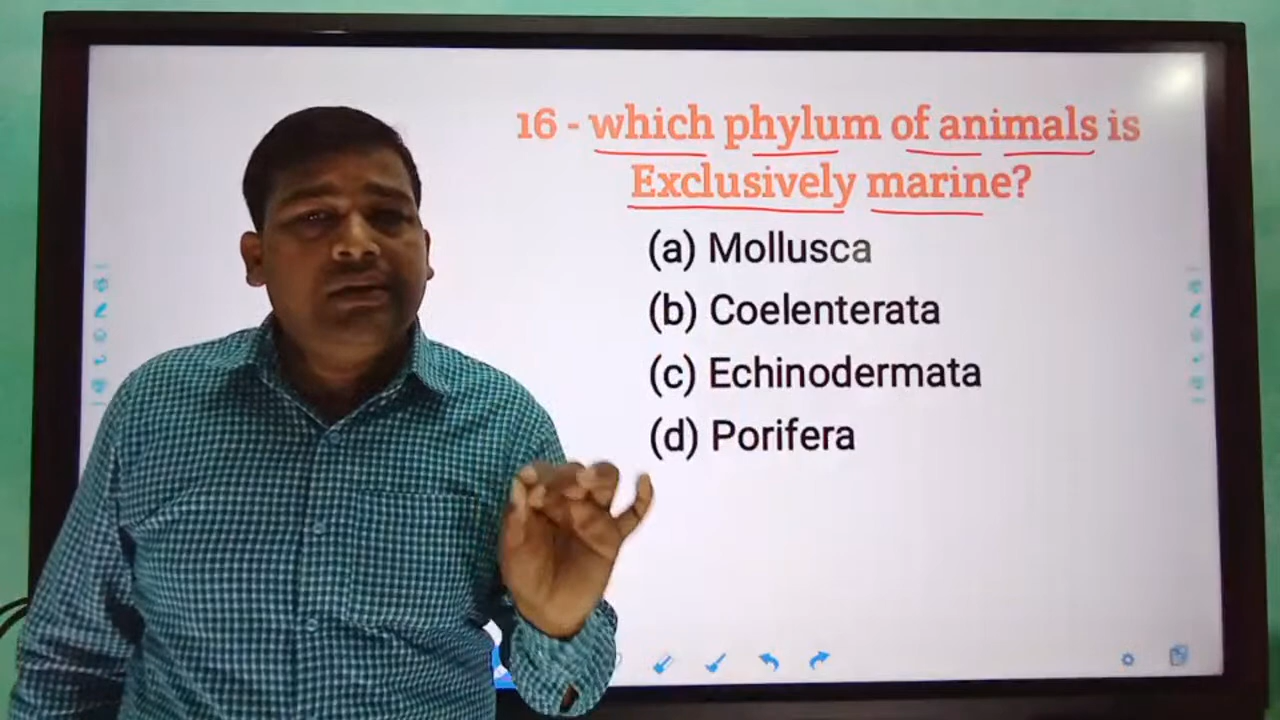 16 - which phylum of animals is
Exclusively marine?
(a) Mollusca
(b) Coelenterata
(c) Echinodermata
(d) Porifera